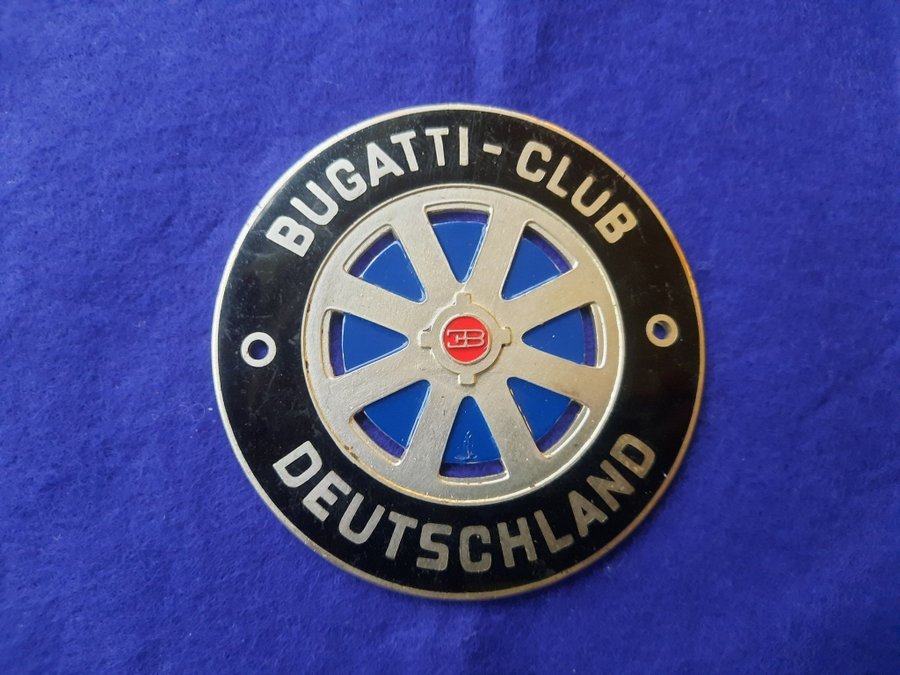 BUGATTI - CLUB
EB
DEUTSCHLAND